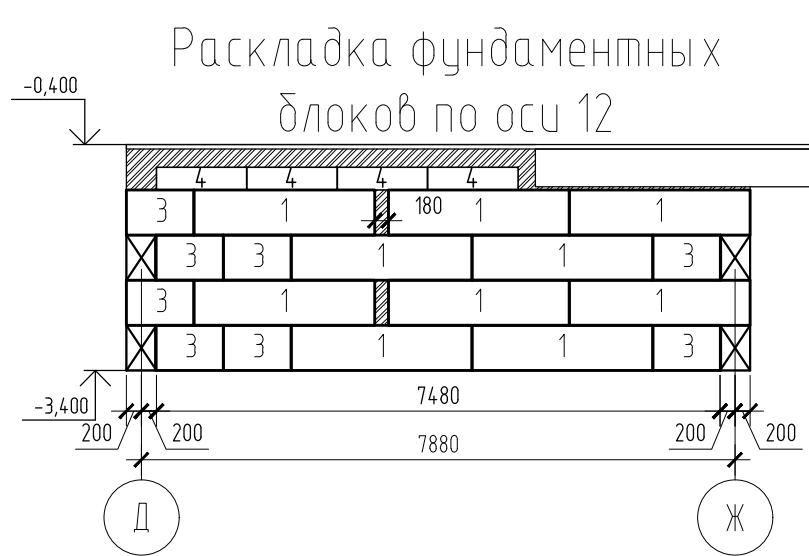 Раскладка фундаментных
блоков по оси 12
-0,400
4 4 4 4
3 1 180 1 1
3 3 1 1 3
3 1 1 1
3 3 1 1 3
-3,400
7480
200 200 200 200
7880
Д Ж